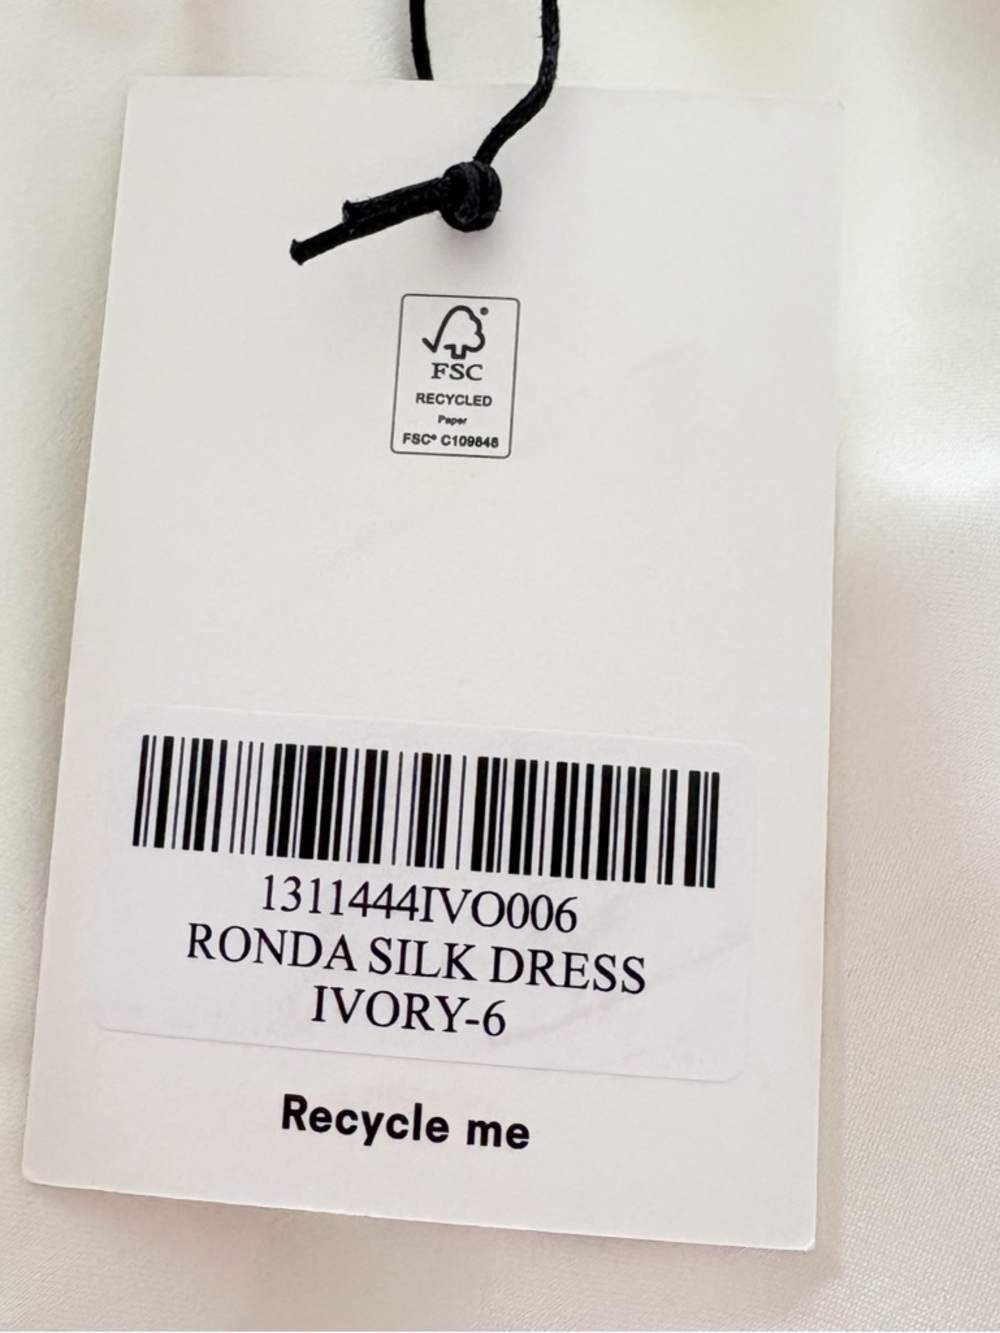 FSC
RECYCLED
Paper
FSC® C109848
1311444IVO006
RONDA SILK DRESS
IVORY-6
Recycle me